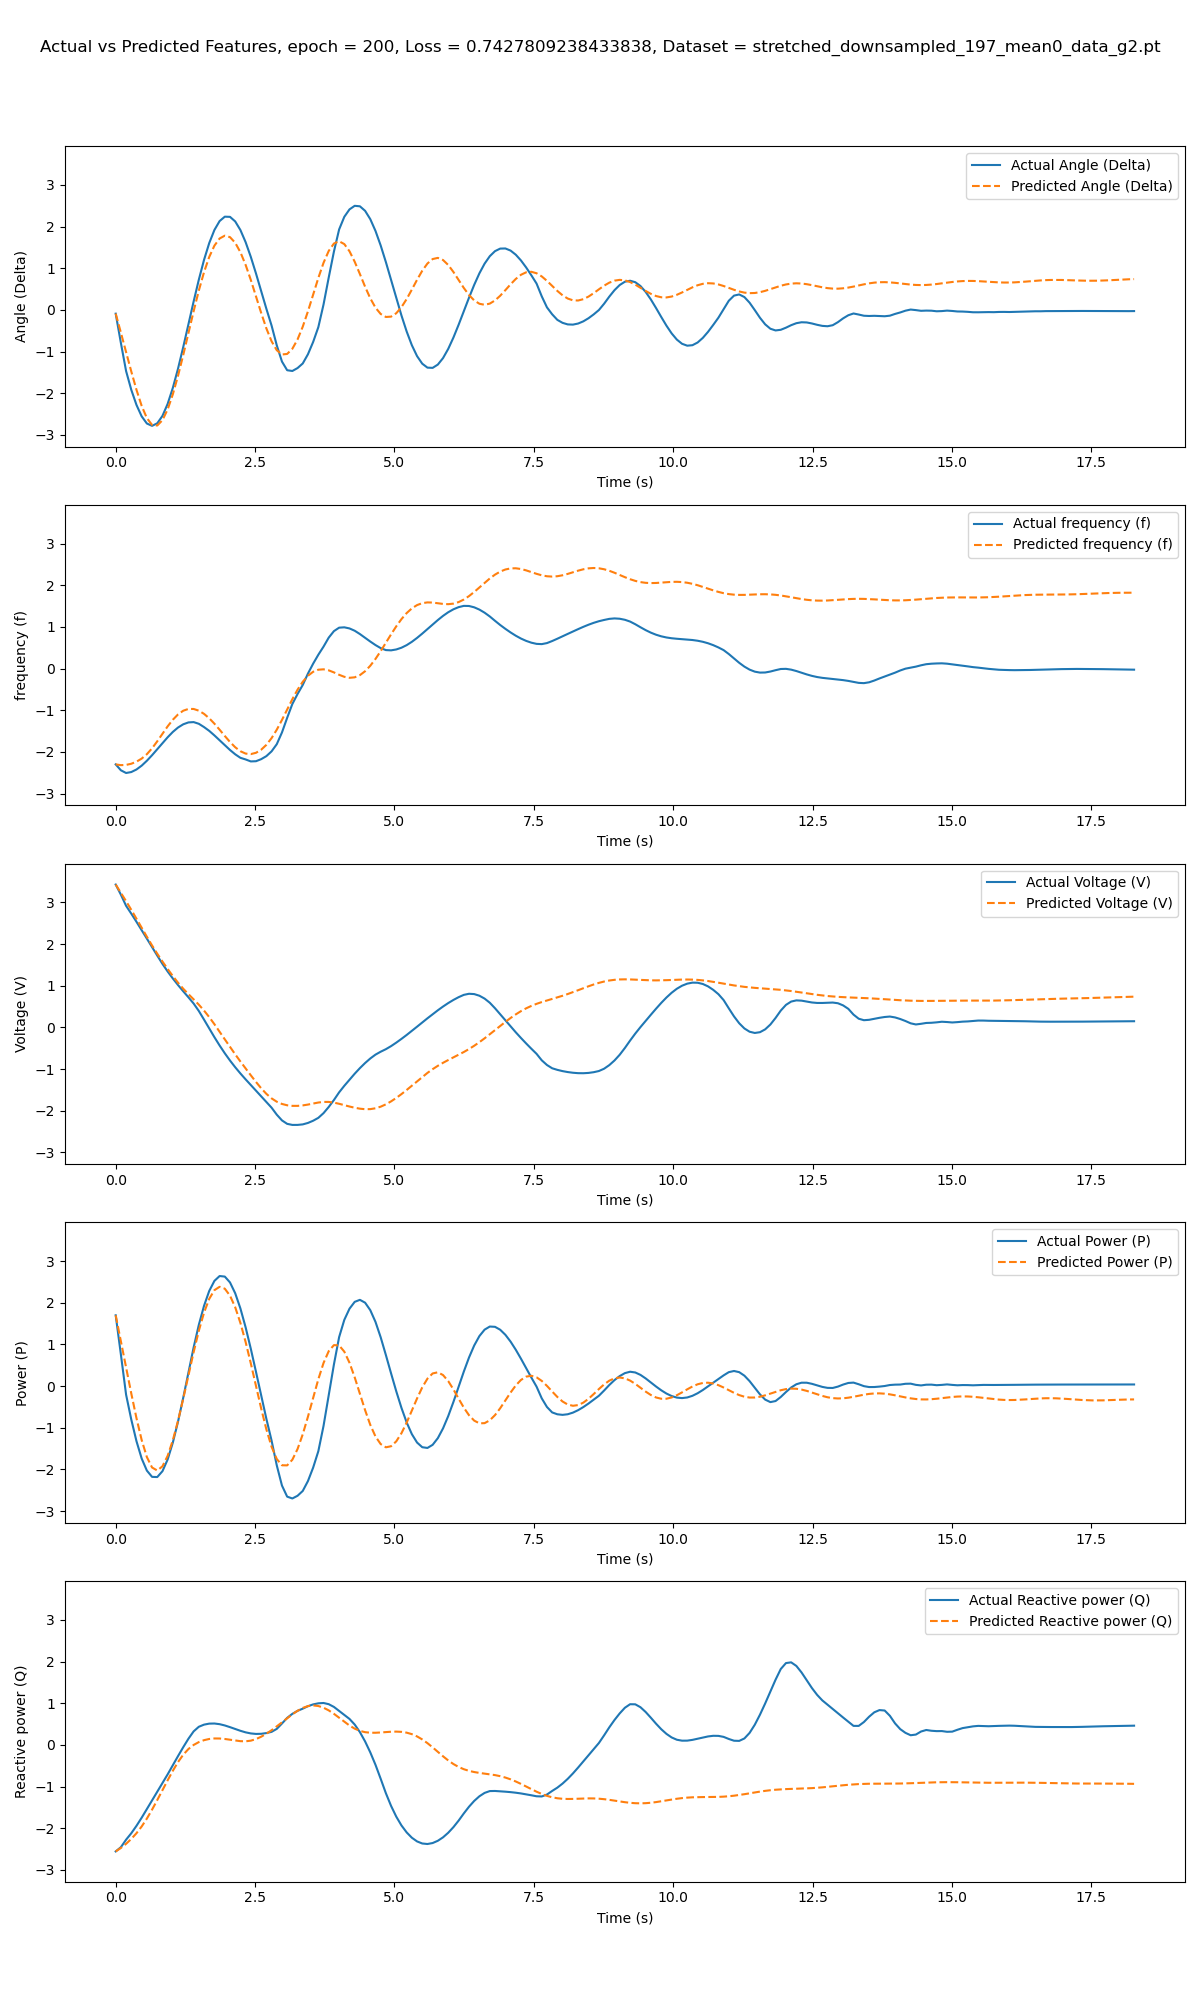 Actual vs Predicted Features, epoch = 200, Loss = 0.7427809238433838, Dataset = stretched_downsampled_197_mean0_data_g2.pt
Actual Angle (Delta)
Predicted Angle (Delta)
Angle (Delta)
3
2
1
0
−1
−2
−3
0.0 2.5 5.0 7.5 10.0 12.5 15.0 17.5
Time (s)
Actual frequency (f)
Predicted frequency (f)
frequency (f)
3
2
1
0
−1
−2
−3
0.0 2.5 5.0 7.5 10.0 12.5 15.0 17.5
Time (s)
Actual Voltage (V)
Predicted Voltage (V)
Voltage (V)
3
2
1
0
−1
−2
−3
0.0 2.5 5.0 7.5 10.0 12.5 15.0 17.5
Time (s)
Actual Power (P)
Predicted Power (P)
Power (P)
3
2
1
0
−1
−2
−3
0.0 2.5 5.0 7.5 10.0 12.5 15.0 17.5
Time (s)
Actual Reactive power (Q)
Predicted Reactive power (Q)
Reactive power (Q)
3
2
1
0
−1
−2
−3
0.0 2.5 5.0 7.5 10.0 12.5 15.0 17.5
Time (s)